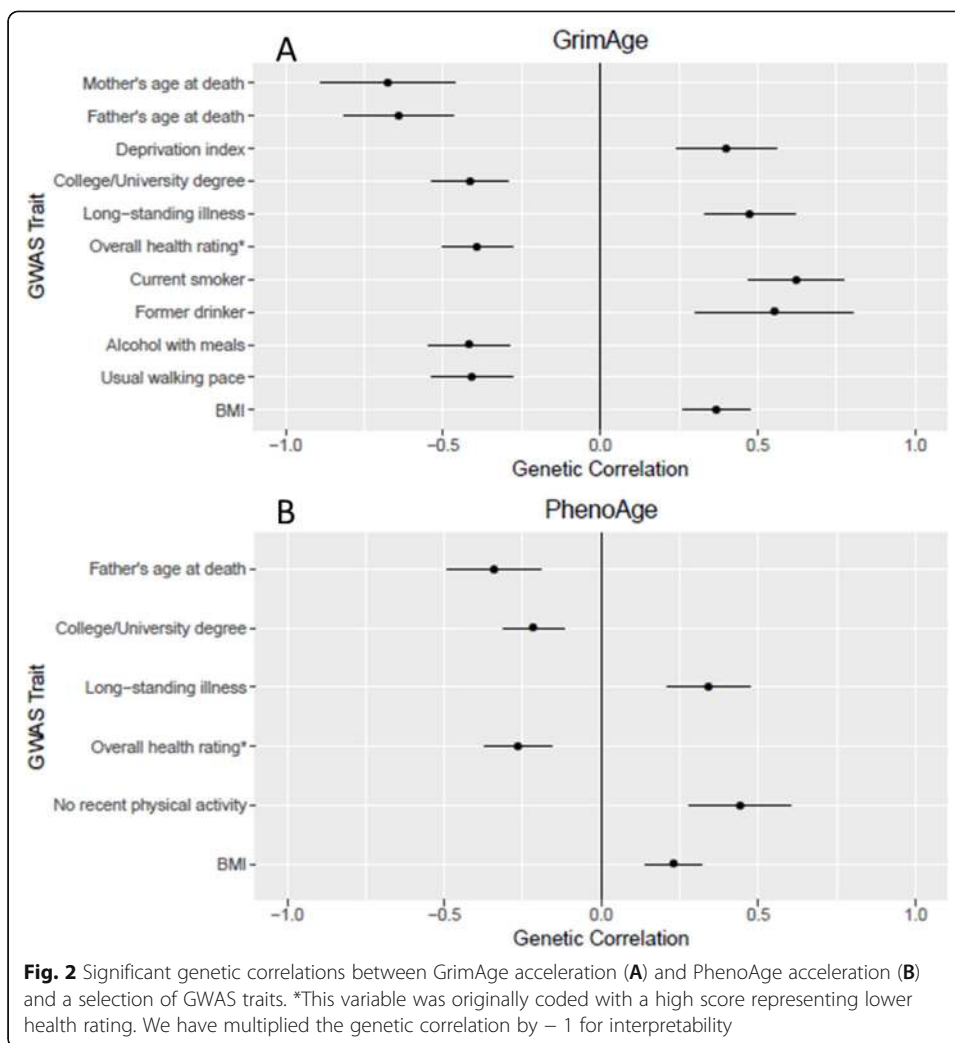 A
GrimAge
GWAS Trait
Mother's age at death
Father's age at death
Deprivation index
College/University degree
Long−standing illness
Overall health rating*
Current smoker
Former drinker
Alcohol with meals
Usual walking pace
BMI
−1.0 −0.5 0.0 0.5 1.0
Genetic Correlation
B
PhenoAge
GWAS Trait
Father's age at death
College/University degree
Long−standing illness
Overall health rating*
No recent physical activity
BMI
−1.0 −0.5 0.0 0.5 1.0
Genetic Correlation
Fig. 2 Significant genetic correlations between GrimAge acceleration (A) and PhenoAge acceleration (B)
and a selection of GWAS traits. *This variable was originally coded with a high score representing lower
health rating. We have multiplied the genetic correlation by − 1 for interpretability